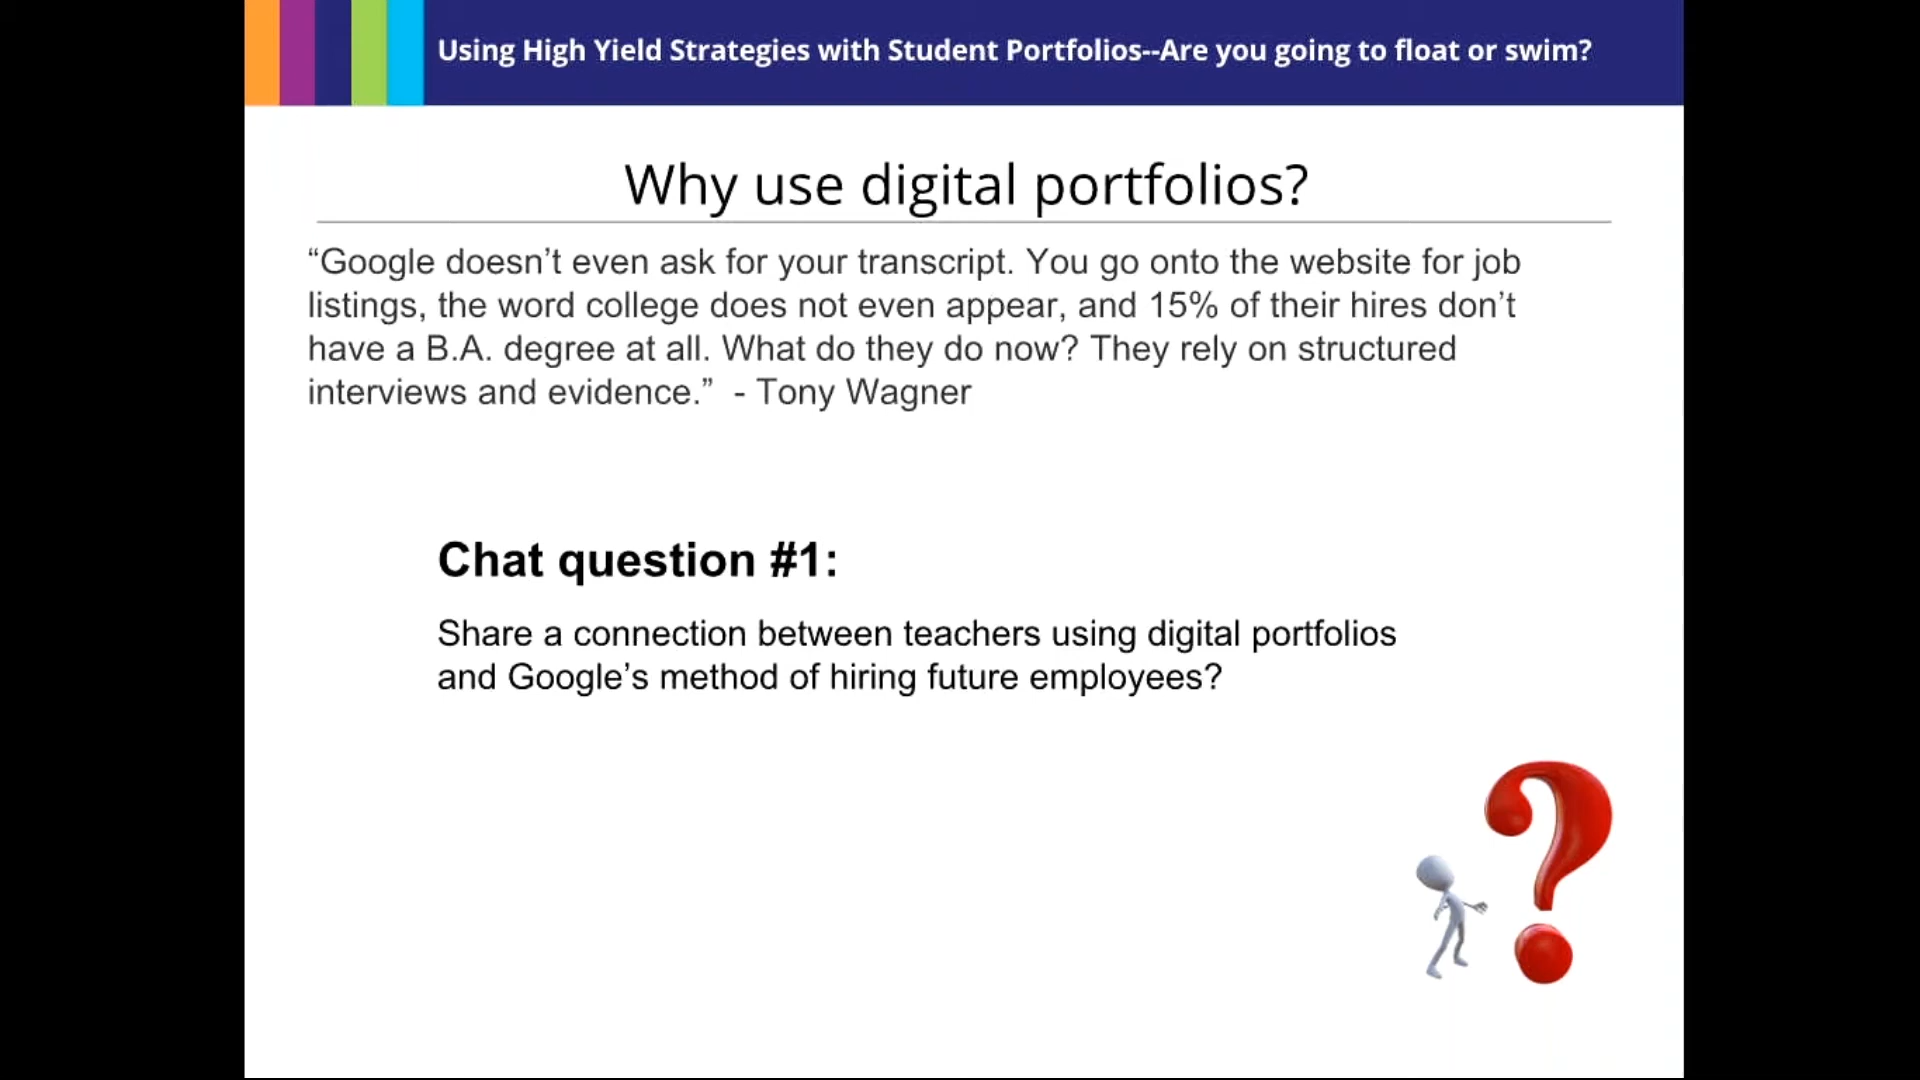 Using High Yield Strategies with Student Portfolios--Are you going to float or swim?
Why use digital portfolios?
“Google doesn’t even ask for your transcript. You go onto the website for job
listings, the word college does not even appear, and 15% of their hires don’t
have a B.A. degree at all. What do they do now? They rely on structured
interviews and evidence.”  - Tony Wagner
Chat question #1:
Share a connection between teachers using digital portfolios
and Google’s method of hiring future employees?